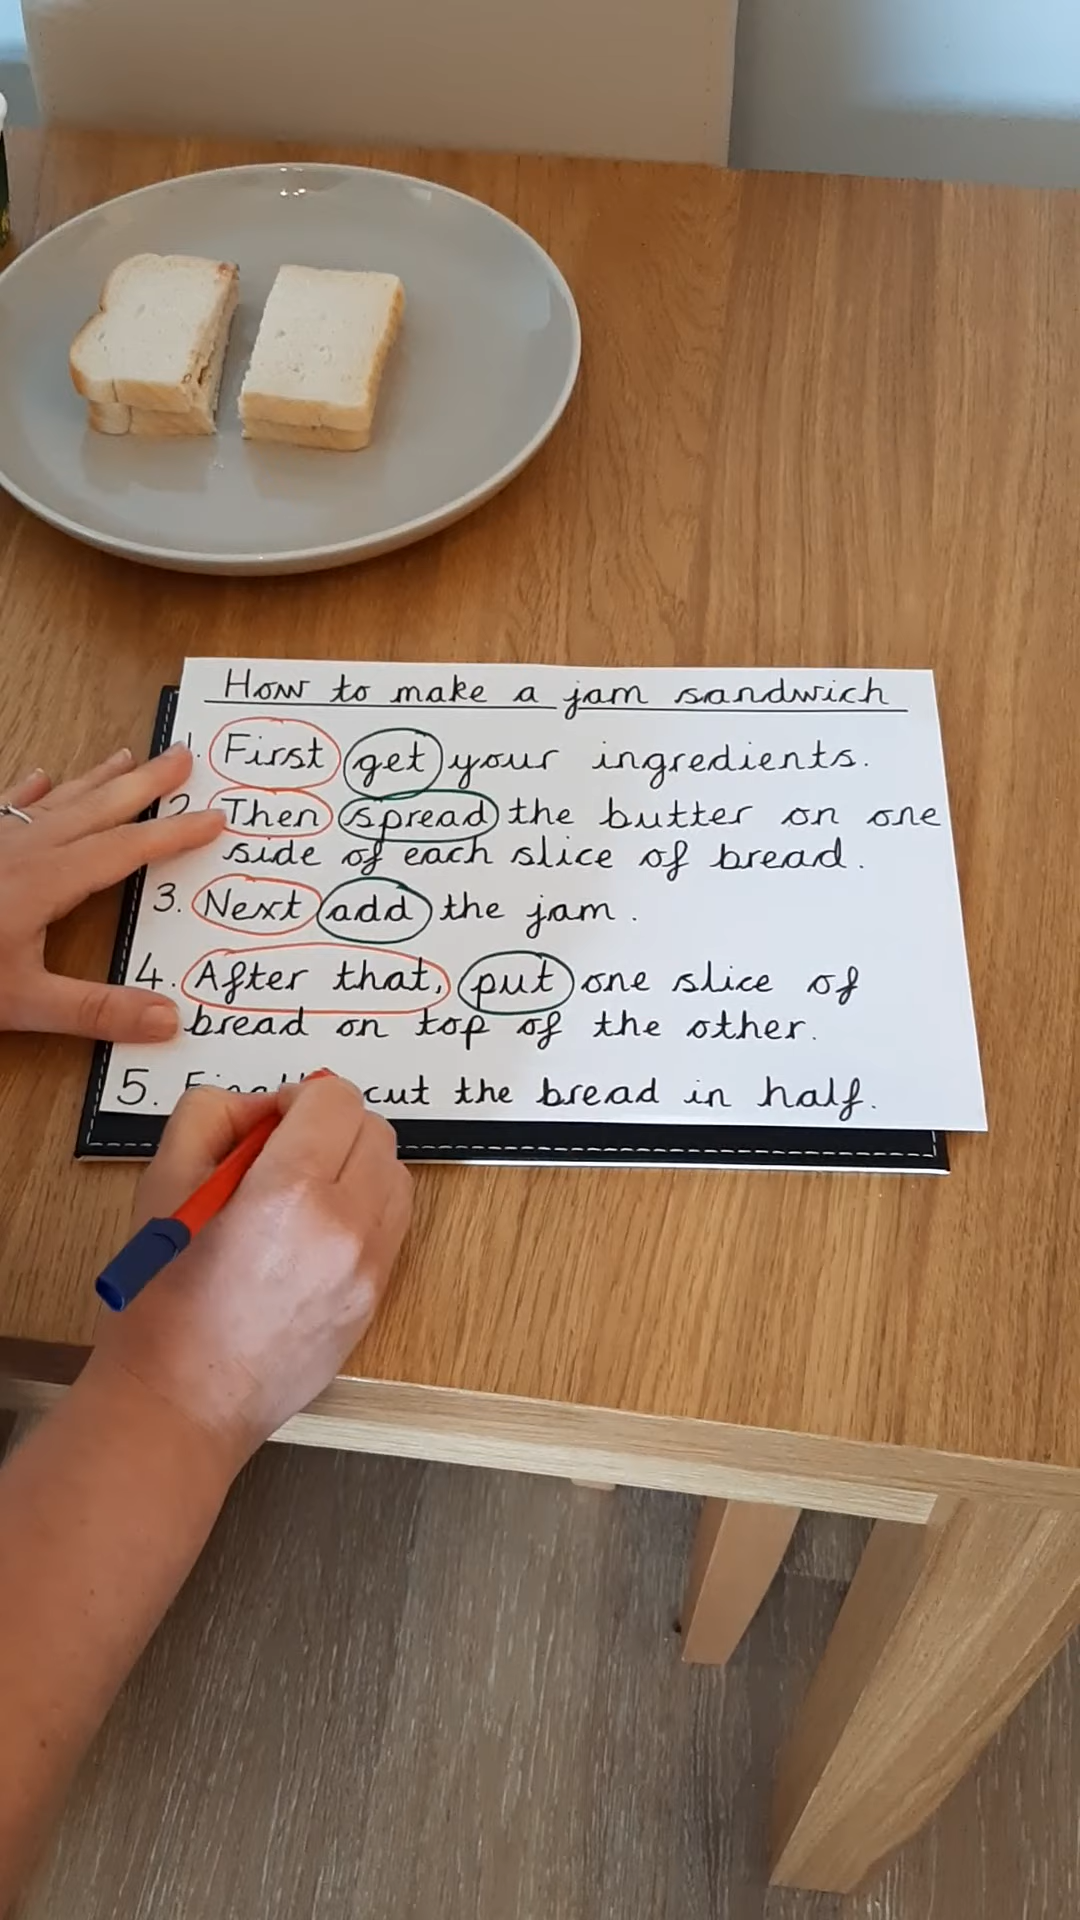 How to make a jam sandwich
1. First get your ingredients.
2. Then spread the butter on one
side of each slice of bread.
3. Next add the jam.
4. After that, put one slice of
bread on top of the other.
5. cut the bread in half.